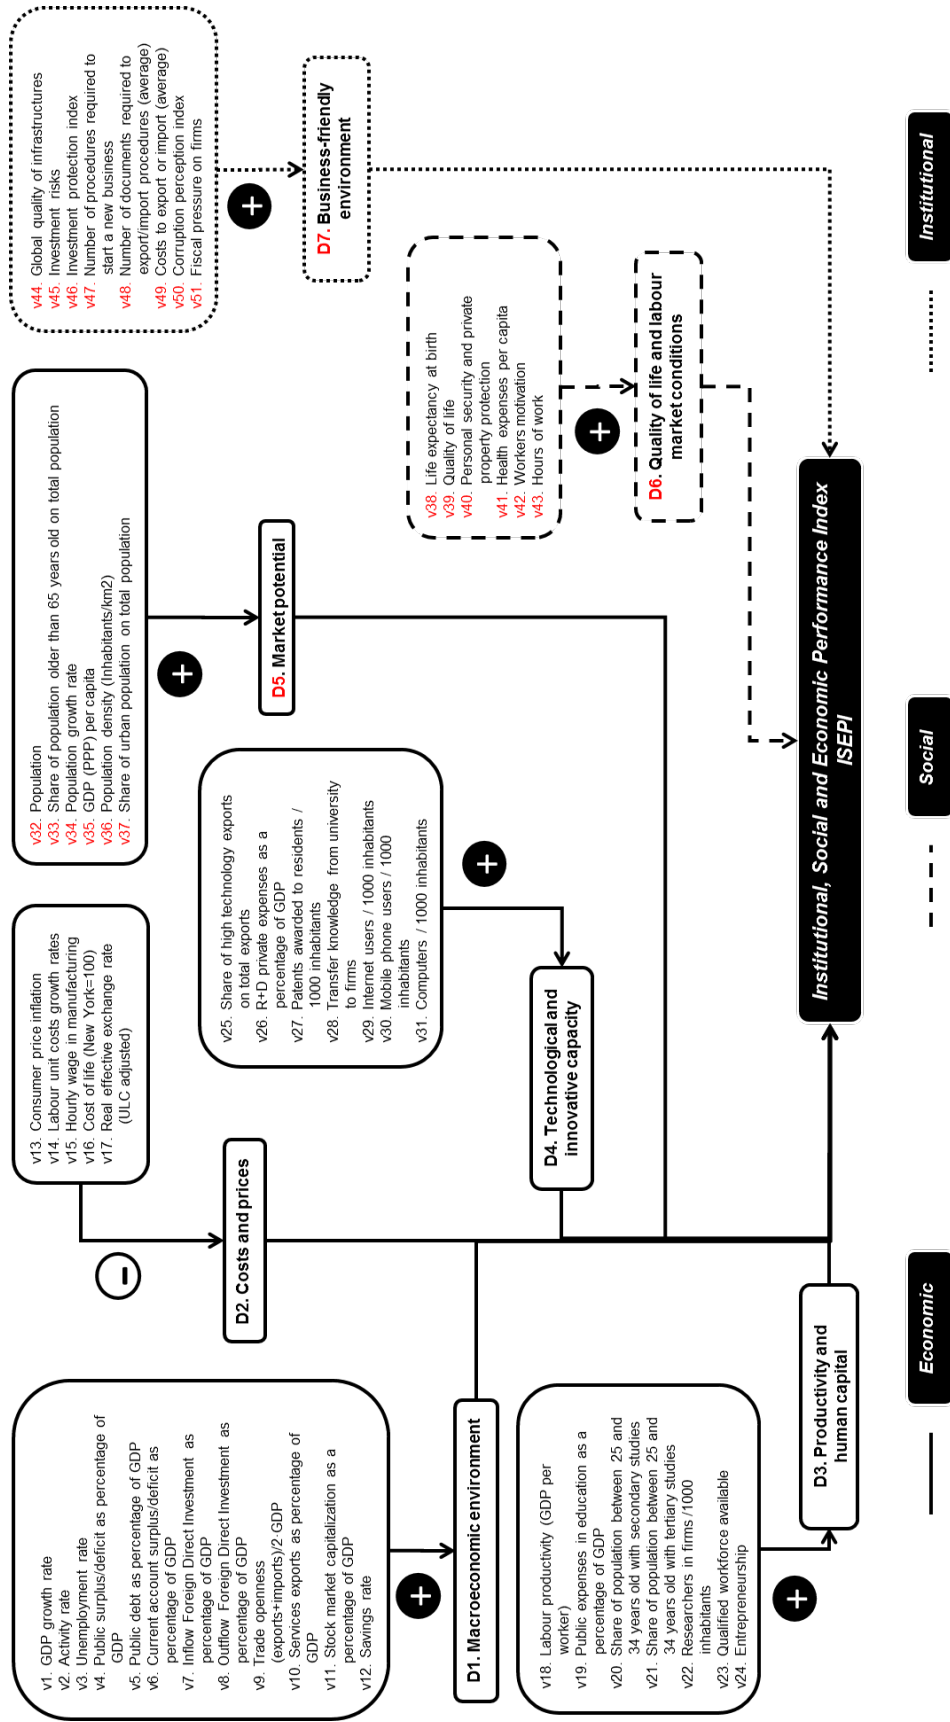 v1. GDP growth rate
v2. Activity rate
v3. Unemployment rate
v4. Public surplus/deficit as percentage of
GDP
v5. Public debt as percentage of GDP
v6. Current account surplus/deficit as
percentage of GDP
v7. Inflow Foreign Direct Investment as
percentage of GDP
v8. Outflow Foreign Direct Investment as
percentage of GDP
v9. Trade openness
(exports+imports)/2·GDP
v10. Services exports as percentage of
GDP
v11. Stock market capitalization as a
percentage of GDP
v12. Savings rate
+
D1. Macroeconomic environment
v13. Consumer price inflation
v14. Labour unit costs growth rates
v15. Hourly wage in manufacturing
v16. Cost of life (New York=100)
v17. Real effective exchange rate
(ULC adjusted)
-
D2. Costs and prices
v18. Labour productivity (GDP per
worker)
v19. Public expenses in education as a
percentage of GDP
v20. Share of population between 25 and
34 years old with secondary studies
v21. Share of population between 25 and
34 years old with tertiary studies
v22. Researchers in firms /1000
inhabitants
v23. Qualified workforce available
v24. Entrepreneurship
+
D3. Productivity and
human capital
v25. Share of high technology exports
on total exports
v26. R+D private expenses as a
percentage of GDP
v27. Patents awarded to residents /
1000 inhabitants
v28. Transfer knowledge from university
to firms
v29. Internet users / 1000 inhabitants
v30. Mobile phone users / 1000
inhabitants
v31. Computers / 1000 inhabitants
+
D4. Technological and
innovative capacity
v32. Population
v33. Share of population older than 65 years old on total population
v34. Population growth rate
v35. GDP (PPP) per capita
v36. Population density (Inhabitants/km2)
v37. Share of urban population on total population
+
D5. Market potential
v38. Life expectancy at birth
v39. Quality of life
v40. Personal security and private
property protection
v41. Health expenses per capita
v42. Workers motivation
v43. Hours of work
+
D6. Quality of life and labour
market conditions
v44. Global quality of infrastructures
v45. Investment risks
v46. Investment protection index
v47. Number of procedures required to
start a new business
v48. Number of documents required to
export/import procedures (average)
v49. Costs to export or import (average)
v50. Corruption perception index
v51. Fiscal pressure on firms
+
D7. Business-friendly
environment
Institutional, Social and Economic Performance Index
ISEPI
Economic
Social
Institutional